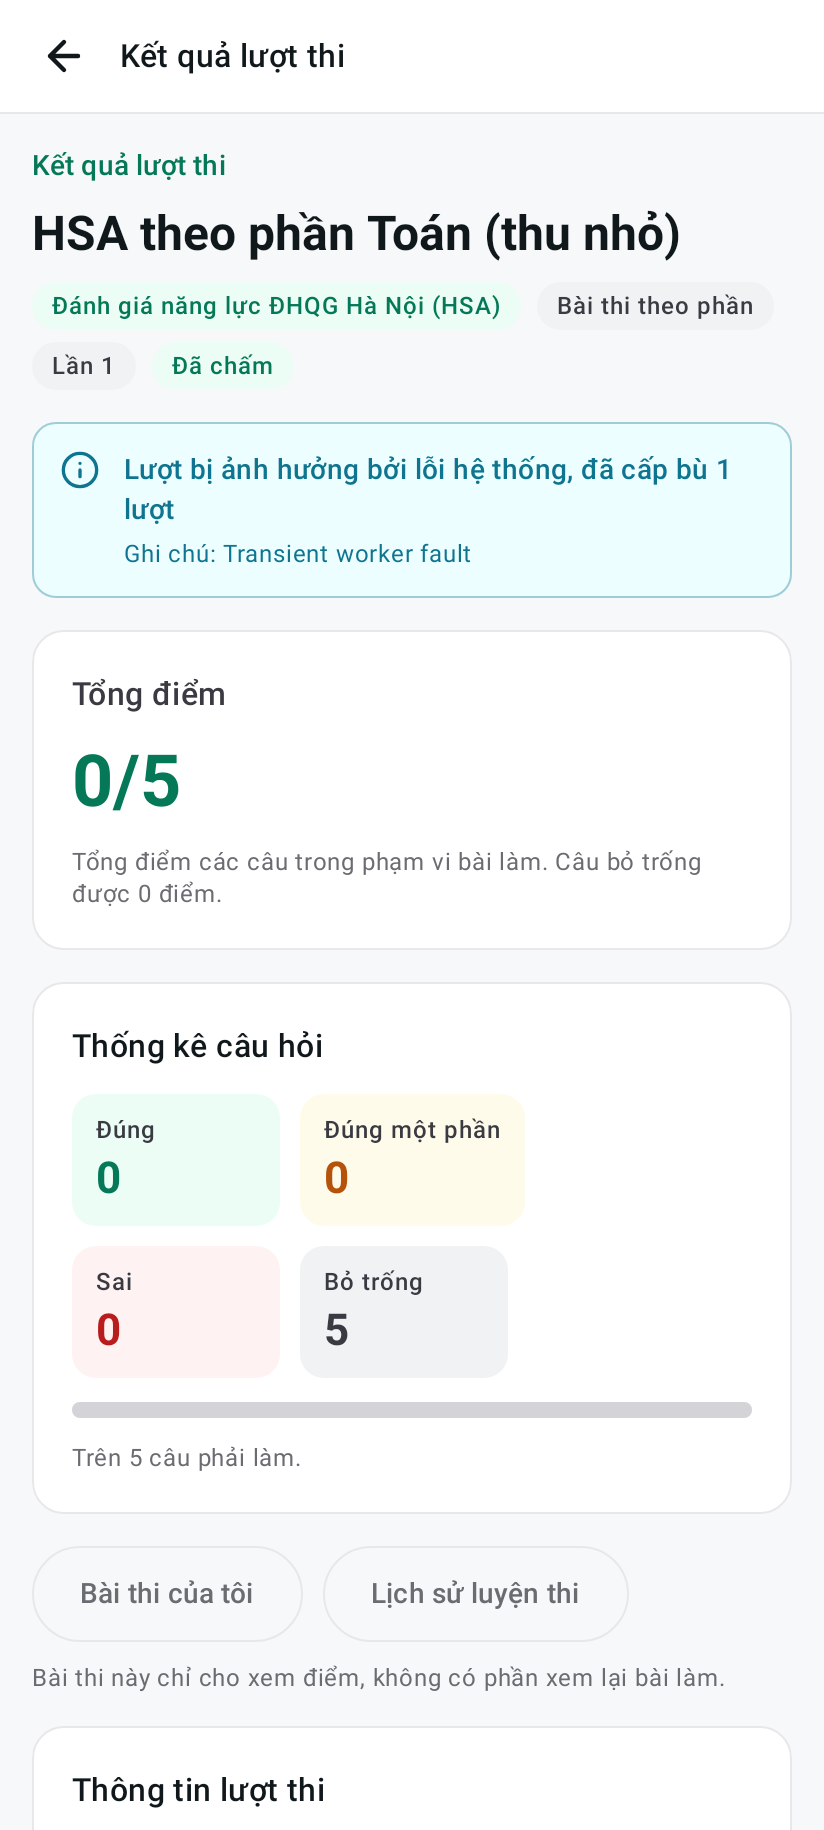 Kết quả lượt thi
Kết quả lượt thi
HSA theo phần Toán (thu nhỏ)
Đánh giá năng lực ĐHQG Hà Nội (HSA)
Bài thi theo phần
Lần 1
Đã chấm
Lượt bị ảnh hưởng bởi lỗi hệ thống, đã cấp bù 1
lượt
Ghi chú: Transient worker fault
Tổng điểm
0/5
Tổng điểm các câu trong phạm vi bài làm. Câu bỏ trống
được 0 điểm.
Thống kê câu hỏi
Đúng
0
Đúng một phần
0
Sai
0
Bỏ trống
5
Trên 5 câu phải làm.
Bài thi của tôi
Lịch sử luyện thi
Bài thi này chỉ cho xem điểm, không có phần xem lại bài làm.
Thông tin lượt thi